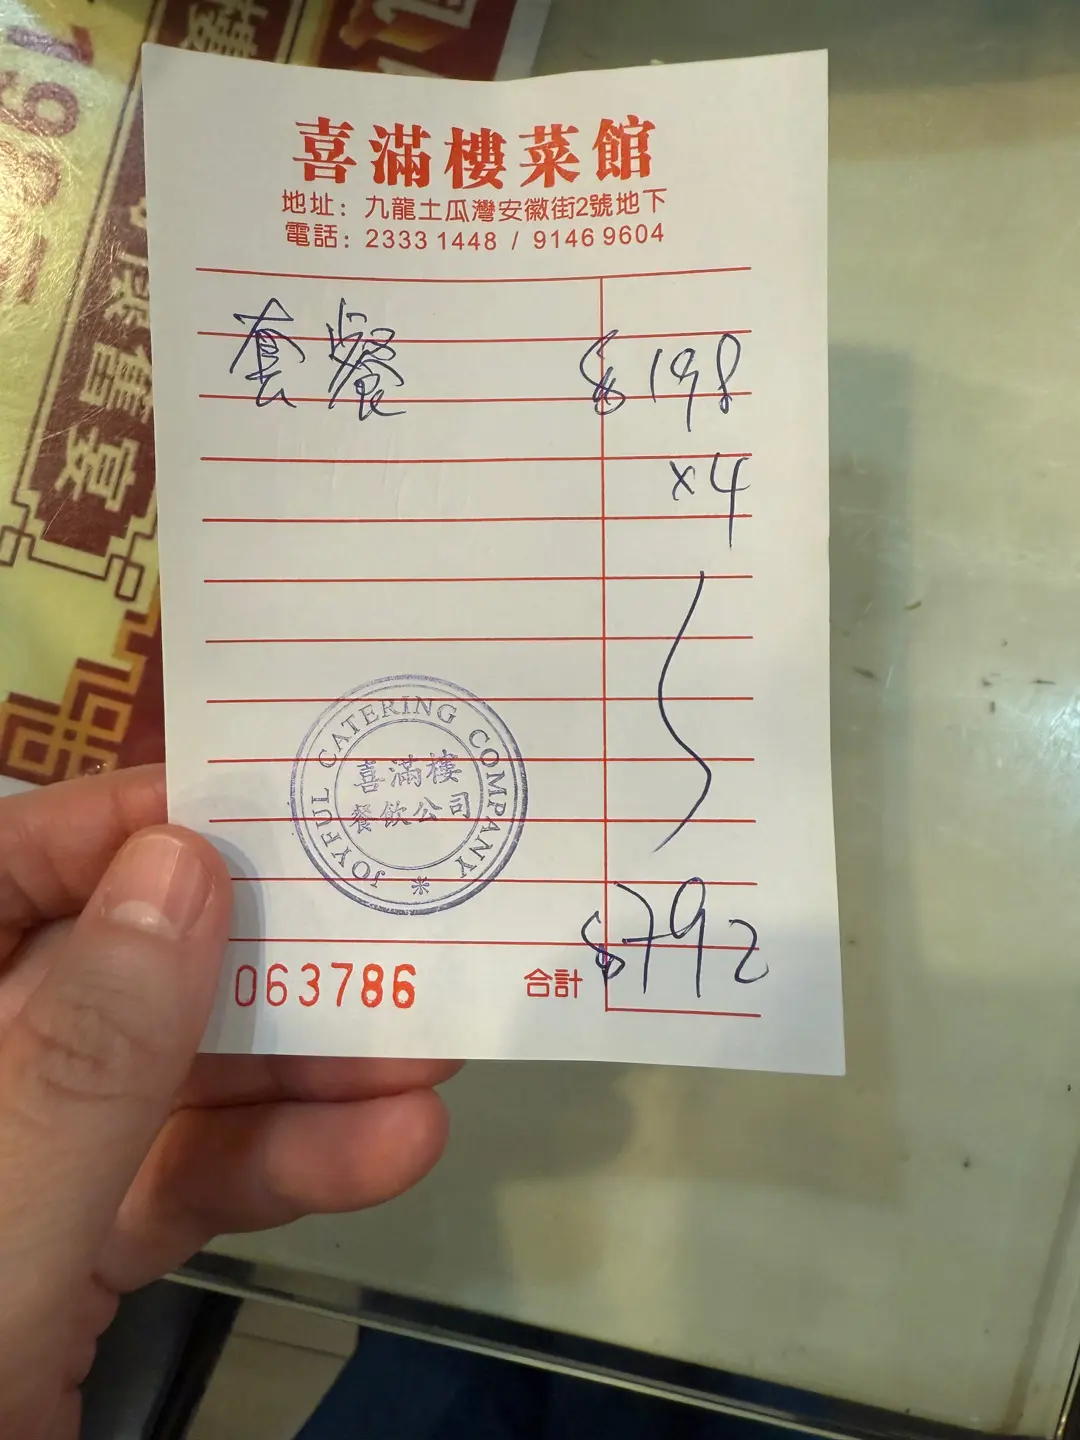 喜滿樓菜館
地址：九龍土瓜灣安徽街2號地下
電話：2333 1448 / 9146 9604
套餐 $198
x4
JOYFUL CATERING COMPANY
喜滿樓
餐飲公司
*
063786 合計 $792